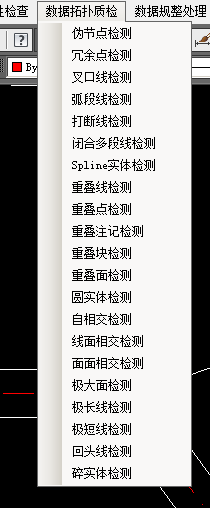 性检查 数据拓扑质检 数据规整处理
?
By
伪节点检测
冗余点检测
叉口线检测
弧段线检测
打断线检测
闭合多段线检测
Spline实体检测
重叠线检测
重叠点检测
重叠注记检测
重叠块检测
重叠面检测
圆实体检测
自相交检测
线面相交检测
面面相交检测
极大面检测
极长线检测
极短线检测
回头线检测
碎实体检测